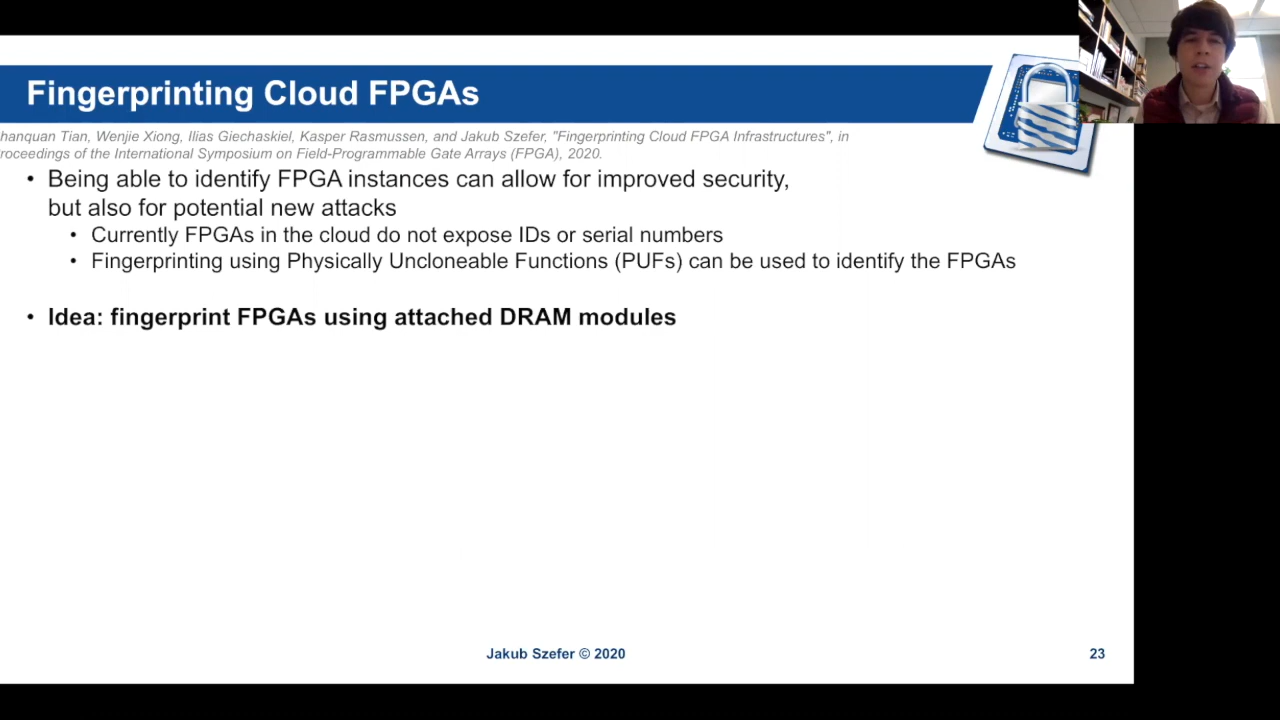 Fingerprinting Cloud FPGAs
hanquan Tian, Wenjie Xiong, Ilias Giechaskiel, Kasper Rasmussen, and Jakub Szefer, "Fingerprinting Cloud FPGA Infrastructures", in
roceedings of the International Symposium on Field-Programmable Gate Arrays (FPGA), 2020.
• Being able to identify FPGA instances can allow for improved security,
but also for potential new attacks
• Currently FPGAs in the cloud do not expose IDs or serial numbers
• Fingerprinting using Physically Uncloneable Functions (PUFs) can be used to identify the FPGAs
• Idea: fingerprint FPGAs using attached DRAM modules
Jakub Szefer © 2020
23